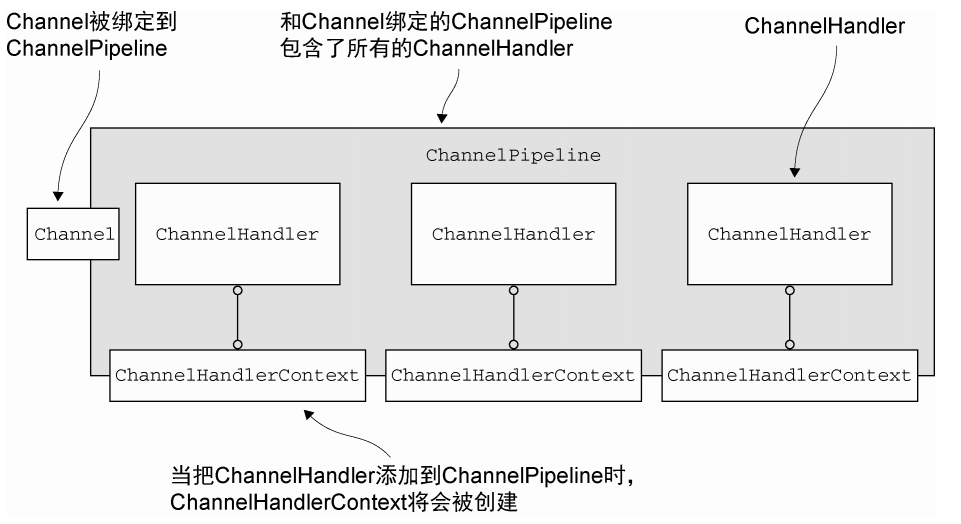 Channel被绑定到
ChannelPipeline
和Channel绑定的ChannelPipeline
包含了所有的ChannelHandler
ChannelHandler
ChannelPipeline
Channel
ChannelHandler
ChannelHandler
ChannelHandler
ChannelHandlerContext
ChannelHandlerContext
ChannelHandlerContext
当把ChannelHandler添加到ChannelPipeline时，
ChannelHandlerContext将会被创建